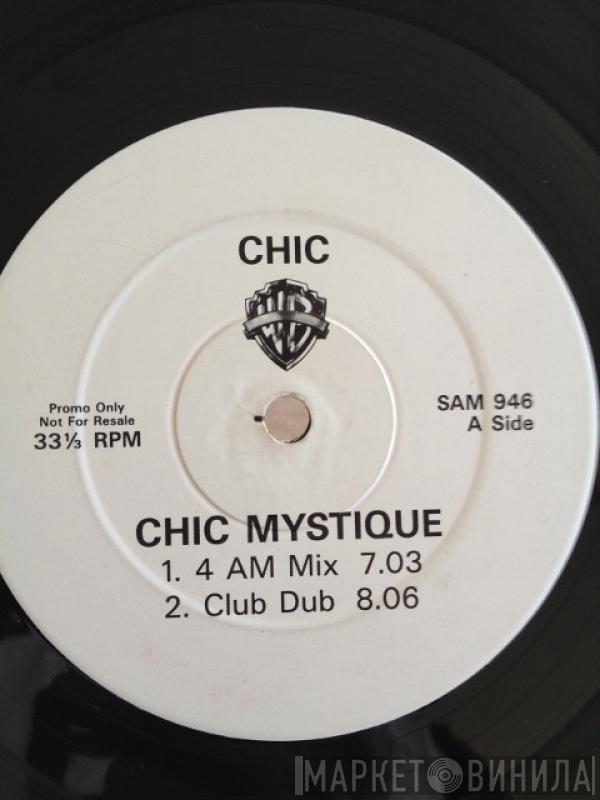 CHIC
WB
Promo Only
Not For Resale
33⅓ RPM
SAM 946
A Side
CHIC MYSTIQUE
1. 4 AM Mix 7.03
2. Club Dub 8.06
МАРКЕТ ВИНИЛА